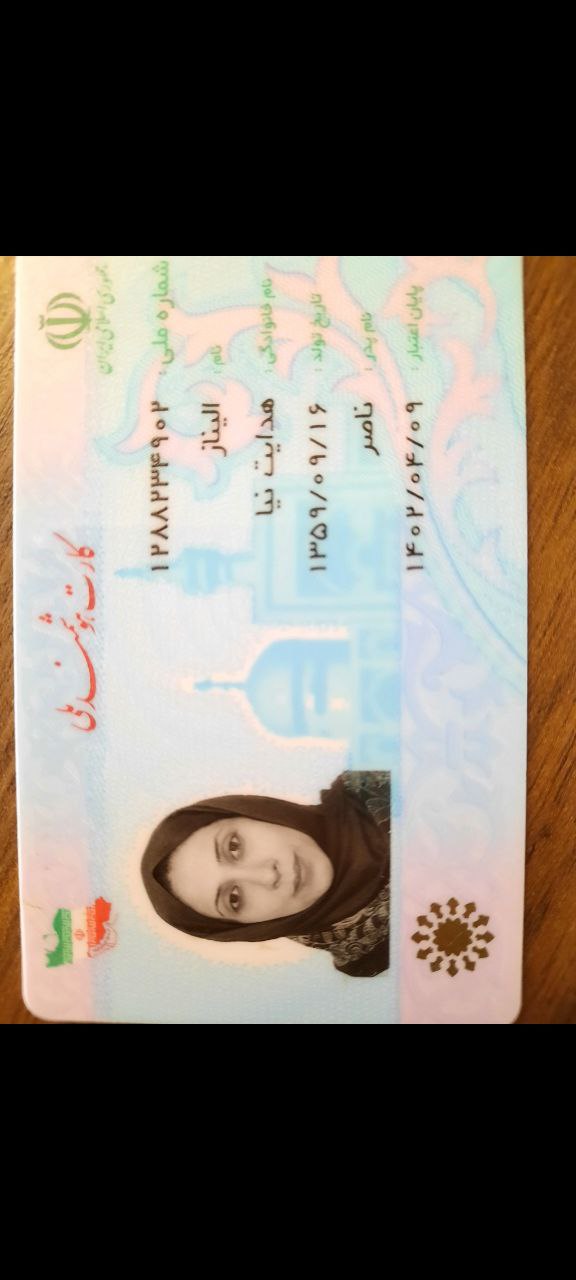 جمهوری اسلامی ایران
کارت هوشمند ملی
شماره ملی : ۱۲۸۸۲۳۴۹۰۲
نام : الیناز
نام خانوادگی : هدایت نیا
تاریخ تولد : ۱۳۵۹/۰۹/۱۶
نام پدر : ناصر
پایان اعتبار : ۱۴۰۲/۰۴/۰۹